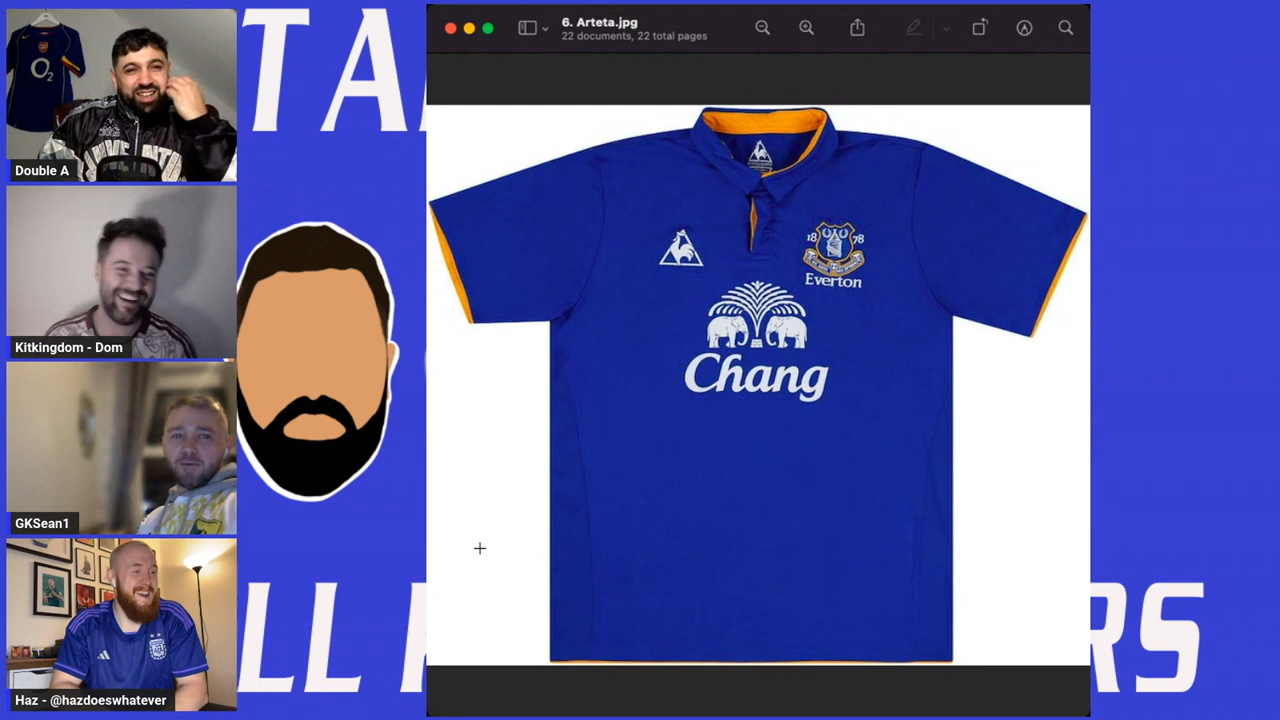 TA
6. Arteta.jpg
22 documents, 22 total pages
O2
Double A
Kitkingdom - Dom
GKSean1
Haz - @hazdoeswhatever
18 78
Everton
Chang
LL
RS